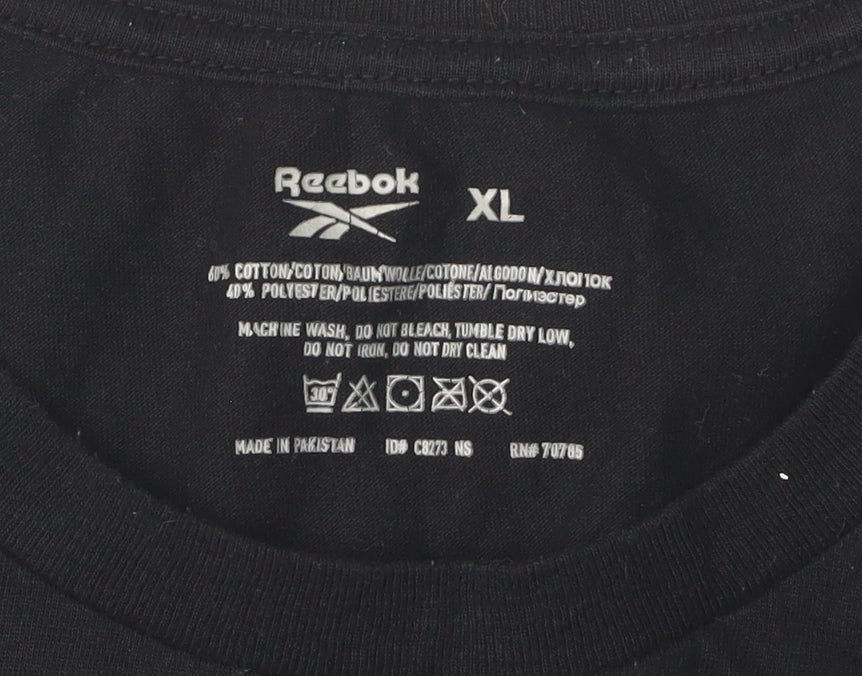 Reebok XL
60% COTTON/COTON/BAUMWOLLE/COTONE/ALGODON/ХЛОПОК
40% POLYESTER/POLIESTERE/POLIÉSTER/Полиэстер
MACHINE WASH, DO NOT BLEACH, TUMBLE DRY LOW,
DO NOT IRON, DO NOT DRY CLEAN
30°
MADE IN PAKISTAN ID# C8273 NS RN# 70785